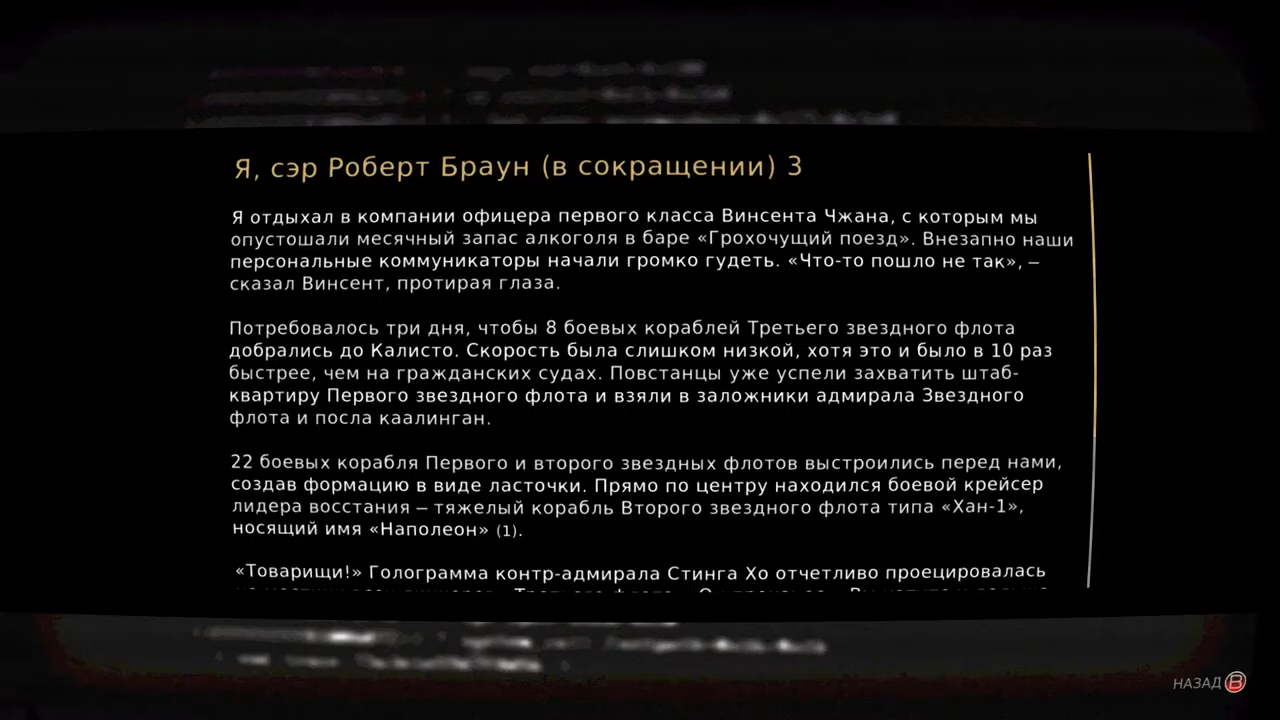 Я, сэр Роберт Браун (в сокращении) 3
Я отдыхал в компании офицера первого класса Винсента Чжана, с которым мы
опустошали месячный запас алкоголя в баре «Грохочущий поезд». Внезапно наши
персональные коммуникаторы начали громко гудеть. «Что-то пошло не так», –
сказал Винсент, протирая глаза.
Потребовалось три дня, чтобы 8 боевых кораблей Третьего звездного флота
добрались до Калисто. Скорость была слишком низкой, хотя это и было в 10 раз
быстрее, чем на гражданских судах. Повстанцы уже успели захватить штаб-
квартиру Первого звездного флота и взяли в заложники адмирала Звездного
флота и посла каалинган.
22 боевых корабля Первого и второго звездных флотов выстроились перед нами,
создав формацию в виде ласточки. Прямо по центру находился боевой крейсер
лидера восстания – тяжелый корабль Второго звездного флота типа «Хан-1»,
носящий имя «Наполеон» (1).
«Товарищи!» Голограмма контр-адмирала Стинга Хо отчетливо проецировалась
НАЗАД B